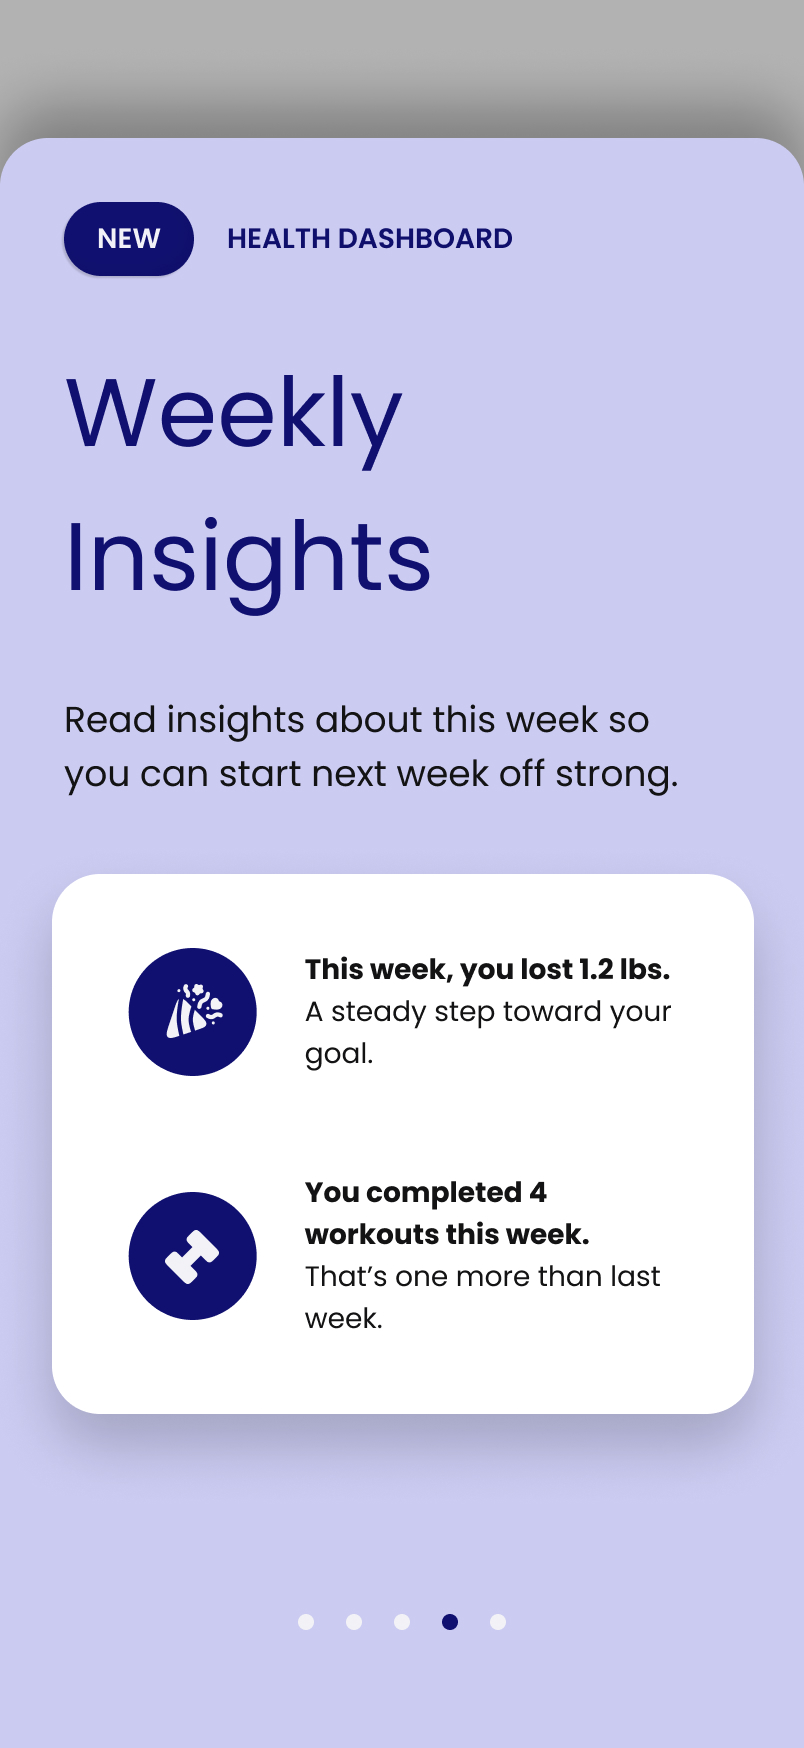 NEW HEALTH DASHBOARD
Weekly
Insights
Read insights about this week so
you can start next week off strong.
This week, you lost 1.2 lbs.
A steady step toward your
goal.
You completed 4
workouts this week.
That’s one more than last
week.